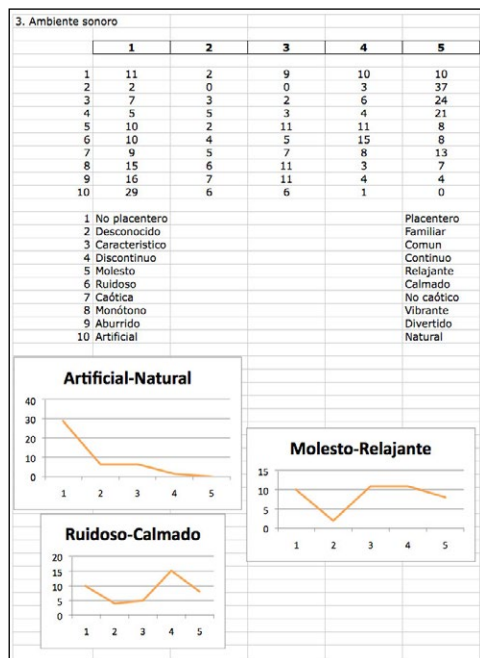 3. Ambiente sonoro
1 2 3 4 5
1 11 2 9 10 10
2 2 0 0 3 37
3 7 3 2 6 24
4 5 5 3 4 21
5 10 2 11 11 8
6 10 4 5 15 8
7 9 5 7 8 13
8 15 6 11 3 7
9 16 7 11 4 4
10 29 6 6 1 0
1 No placentero Placentero
2 Desconocido Familiar
3 Caracteristico Comun
4 Discontinuo Continuo
5 Molesto Relajante
6 Ruidoso Calmado
7 Caótica No caótico
8 Monótono Vibrante
9 Aburrido Divertido
10 Artificial Natural
Artificial-Natural
40
30
20
10
0
1 2 3 4 5
Molesto-Relajante
15
10
5
0
1 2 3 4 5
Ruidoso-Calmado
20
15
10
5
0
1 2 3 4 5